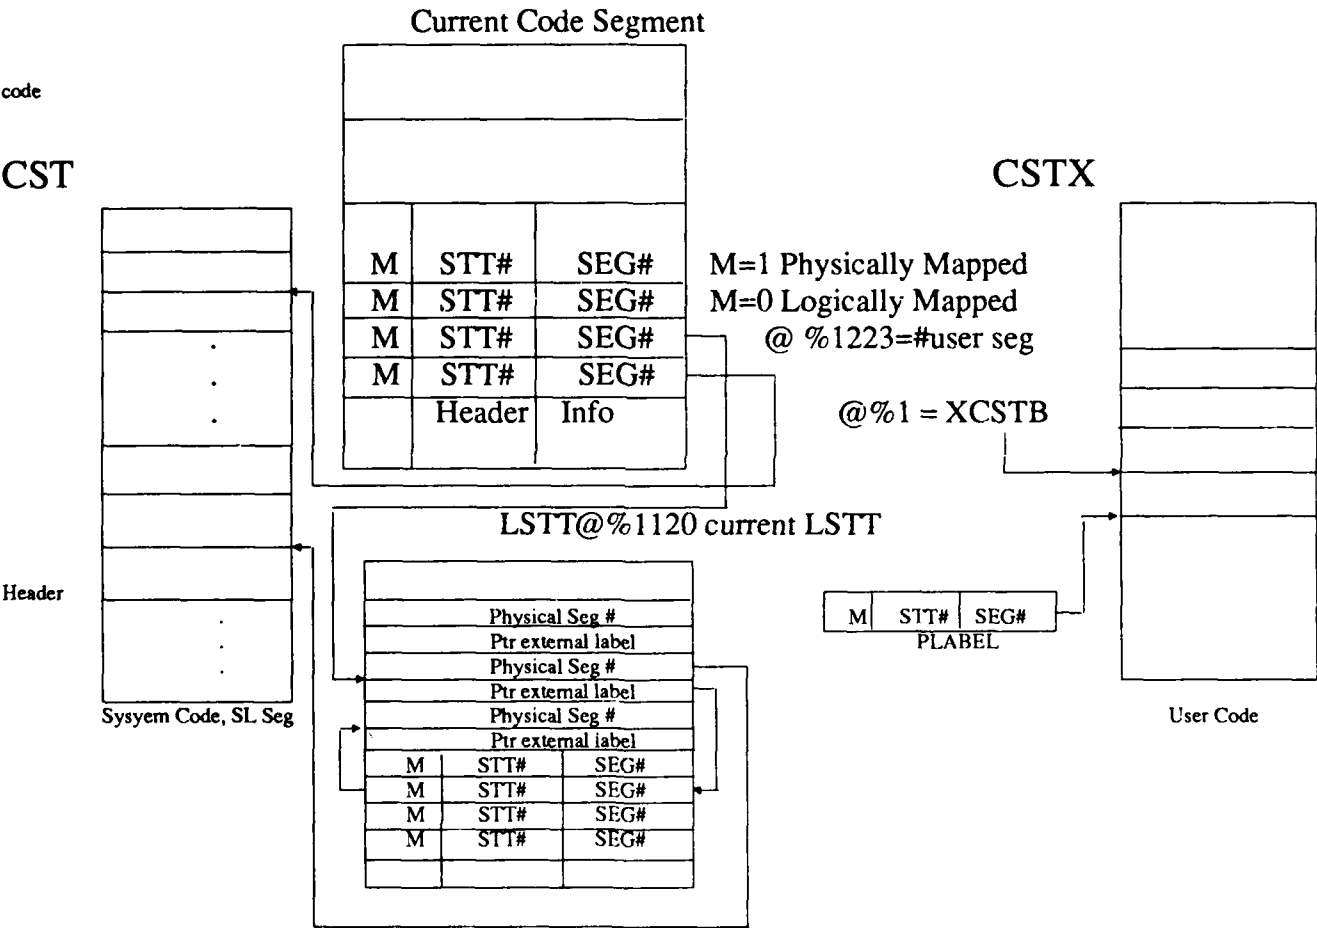 Current Code Segment
code
CST
CSTX
M STT# SEG# M=1 Physically Mapped
M STT# SEG# M=0 Logically Mapped
M STT# SEG# @ %1223=#user seg
M STT# SEG#
Header Info @%1 = XCSTB
LSTT@%1120 current LSTT
Header
Physical Seg #
Ptr external label
Physical Seg #
Ptr external label
Physical Seg #
Ptr external label
M STT# SEG#
M STT# SEG#
M STT# SEG#
M STT# SEG#
M STT# SEG#
PLABEL
Sysyem Code, SL Seg
User Code